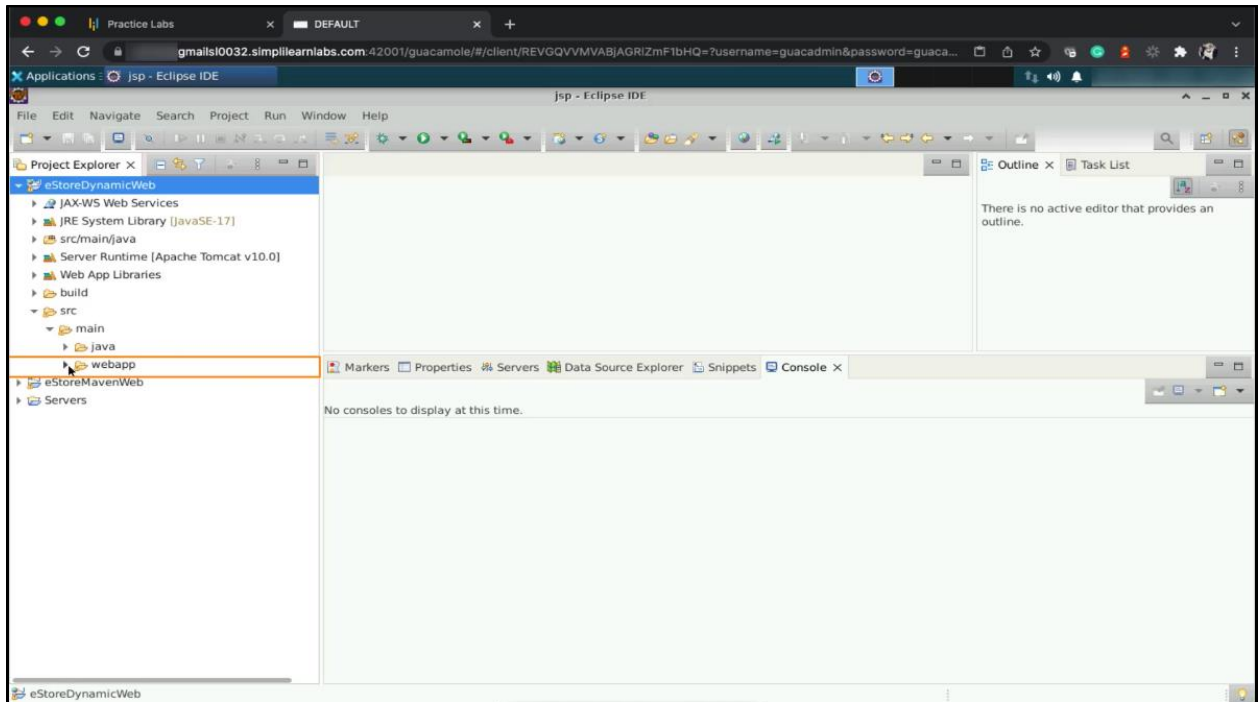 Practice Labs
DEFAULT
gmailsl0032.simplilearnlabs.com:42001/guacamole/#/client/REVGQVVMVABjAGRlZmF1bHQ=?username=guacadmin&password=guaca...
Applications
jsp - Eclipse IDE
jsp - Eclipse IDE
File Edit Navigate Search Project Run Window Help
Project Explorer
Outline
Task List
eStoreDynamicWeb
JAX-WS Web Services
JRE System Library [JavaSE-17]
src/main/java
Server Runtime [Apache Tomcat v10.0]
Web App Libraries
build
src
main
java
webapp
eStoreMavenWeb
Servers
There is no active editor that provides an
outline.
Markers Properties Servers Data Source Explorer Snippets Console
No consoles to display at this time.
eStoreDynamicWeb